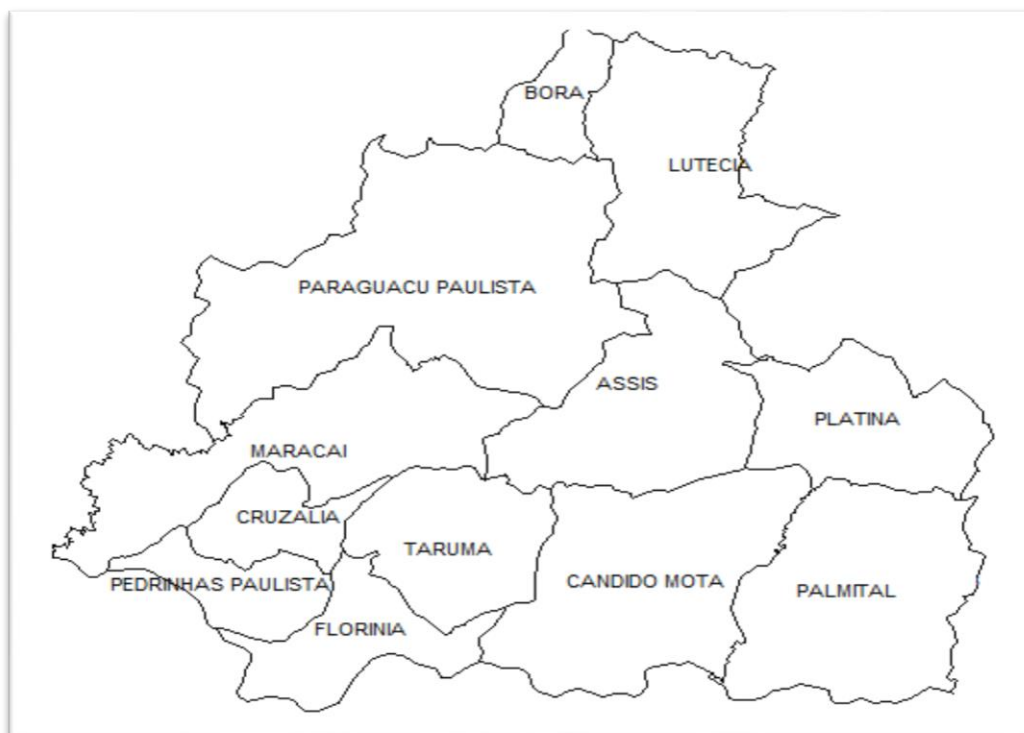 BORA
LUTECIA
PARAGUACU PAULISTA
ASSIS
PLATINA
MARACAI
CRUZALIA
TARUMA
CANDIDO MOTA
PEDRINHAS PAULISTA
PALMITAL
FLORINIA